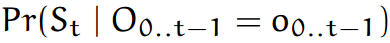 Pr(S_t | O_{0..t−1} = o_{0..t−1})